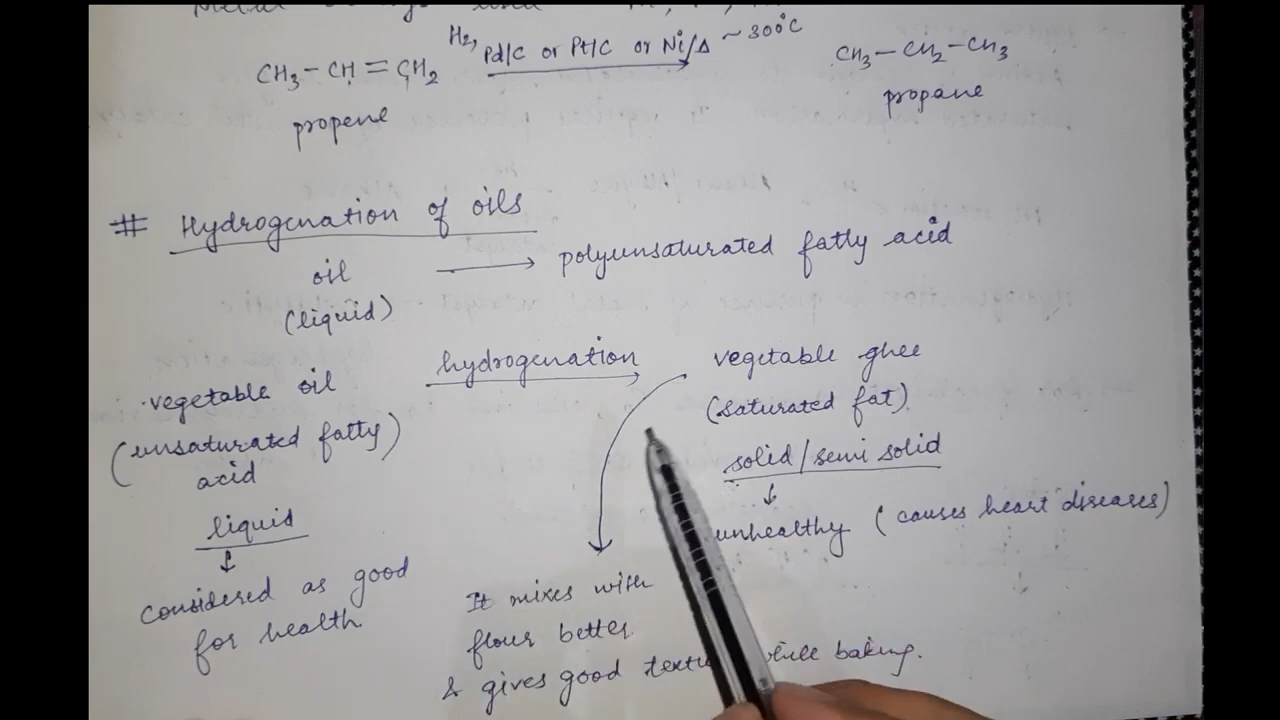 H2, Pd/C or Pt/C or Ni/Δ ~ 300°C
CH3 – CH = CH2 CH3 – CH2 – CH3
propene propane
# Hydrogenation of oils
oil → polyunsaturated fatty acid
(liquid)
vegetable oil hydrogenation → vegetable ghee
(unsaturated fatty acid) (saturated fat)
liquid solid/semi solid
↓ ↓
considered as good for health unhealthy (causes heart diseases)
It mixes with
flour better
& gives good baking.